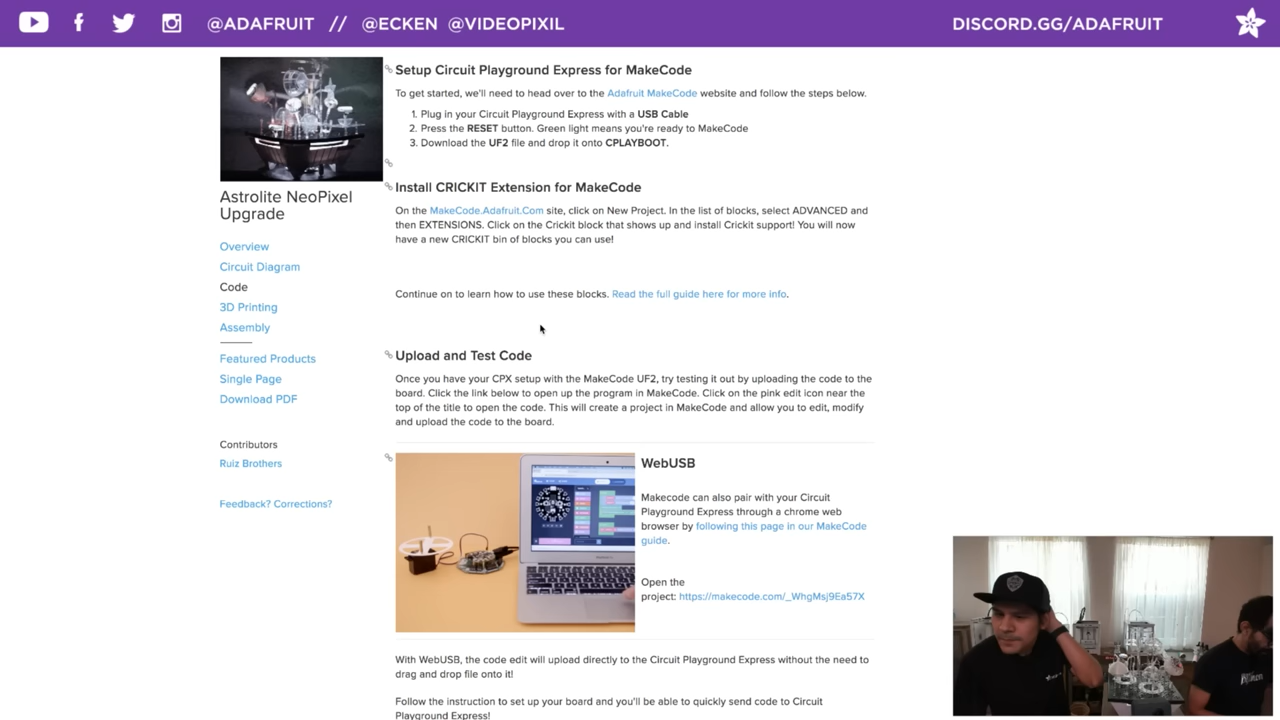 @ADAFRUIT // @ECKEN @VIDEOPIXIL
DISCORD.GG/ADAFRUIT
Astrolite NeoPixel
Upgrade
Overview
Circuit Diagram
Code
3D Printing
Assembly
Featured Products
Single Page
Download PDF
Contributors
Ruiz Brothers
Feedback? Corrections?
Setup Circuit Playground Express for MakeCode
To get started, we'll need to head over to the Adafruit MakeCode website and follow the steps below.
1. Plug in your Circuit Playground Express with a USB Cable
2. Press the RESET button. Green light means you're ready to MakeCode
3. Download the UF2 file and drop it onto CPLAYBOOT.
Install CRICKIT Extension for MakeCode
On the MakeCode.Adafruit.Com site, click on New Project. In the list of blocks, select ADVANCED and
then EXTENSIONS. Click on the Crickit block that shows up and install Crickit support! You will now
have a new CRICKIT bin of blocks you can use!
Continue on to learn how to use these blocks. Read the full guide here for more info.
Upload and Test Code
Once you have your CPX setup with the MakeCode UF2, try testing it out by uploading the code to the
board. Click the link below to open up the program in MakeCode. Click on the pink edit icon near the
top of the title to open the code. This will create a project in MakeCode and allow you to edit, modify
and upload the code to the board.
WebUSB
Makecode can also pair with your Circuit
Playground Express through a chrome web
browser by following this page in our MakeCode
guide.
Open the
project: https://makecode.com/_WhgMsj9Ea57X
With WebUSB, the code edit will upload directly to the Circuit Playground Express without the need to
drag and drop file onto it!
Follow the instruction to set up your board and you'll be able to quickly send code to Circuit
Playground Express!